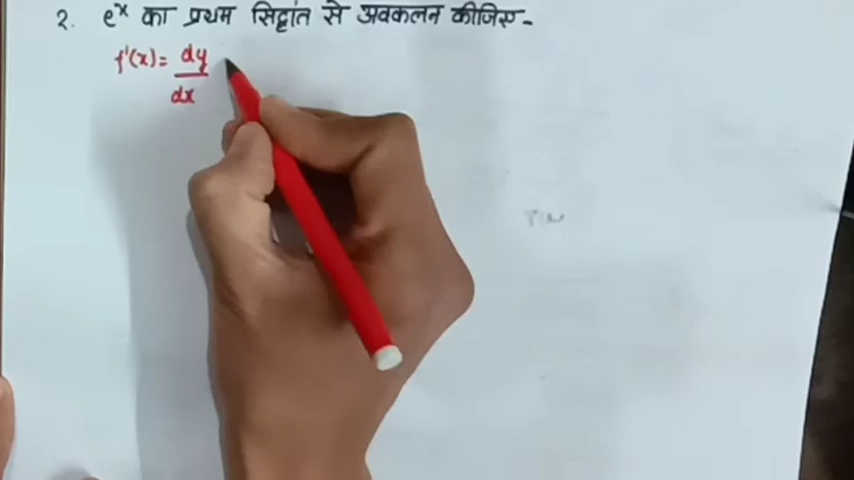 2. eˣ का प्रथम सिद्धांत से अवकलन कीजिए-
f'(x) = dy/dx